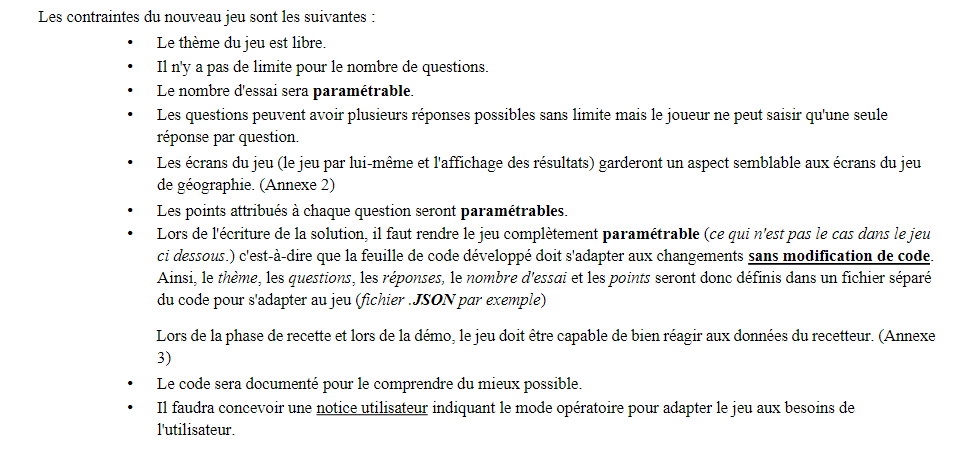 Les contraintes du nouveau jeu sont les suivantes :
• Le thème du jeu est libre.
• Il n'y a pas de limite pour le nombre de questions.
• Le nombre d'essai sera paramétrable.
• Les questions peuvent avoir plusieurs réponses possibles sans limite mais le joueur ne peut saisir qu'une seule
réponse par question.
• Les écrans du jeu (le jeu par lui-même et l'affichage des résultats) garderont un aspect semblable aux écrans du jeu
de géographie. (Annexe 2)
• Les points attribués à chaque question seront paramétrables.
• Lors de l'écriture de la solution, il faut rendre le jeu complètement paramétrable (ce qui n'est pas le cas dans le jeu
ci dessous.) c'est-à-dire que la feuille de code développé doit s'adapter aux changements sans modification de code.
Ainsi, le thème, les questions, les réponses, le nombre d'essai et les points seront donc définis dans un fichier séparé
du code pour s'adapter au jeu (fichier .JSON par exemple)
Lors de la phase de recette et lors de la démo, le jeu doit être capable de bien réagir aux données du recetteur. (Annexe
3)
• Le code sera documenté pour le comprendre du mieux possible.
• Il faudra concevoir une notice utilisateur indiquant le mode opératoire pour adapter le jeu aux besoins de
l'utilisateur.